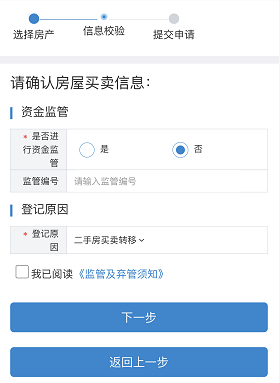 选择房产
信息校验
提交申请
请确认房屋买卖信息：
资金监管
* 是否进
行资金监
管
是
否
监管编号
请输入监管编号
登记原因
* 登记原
因
二手房买卖转移
我已阅读《监管及弃管须知》
下一步
返回上一步